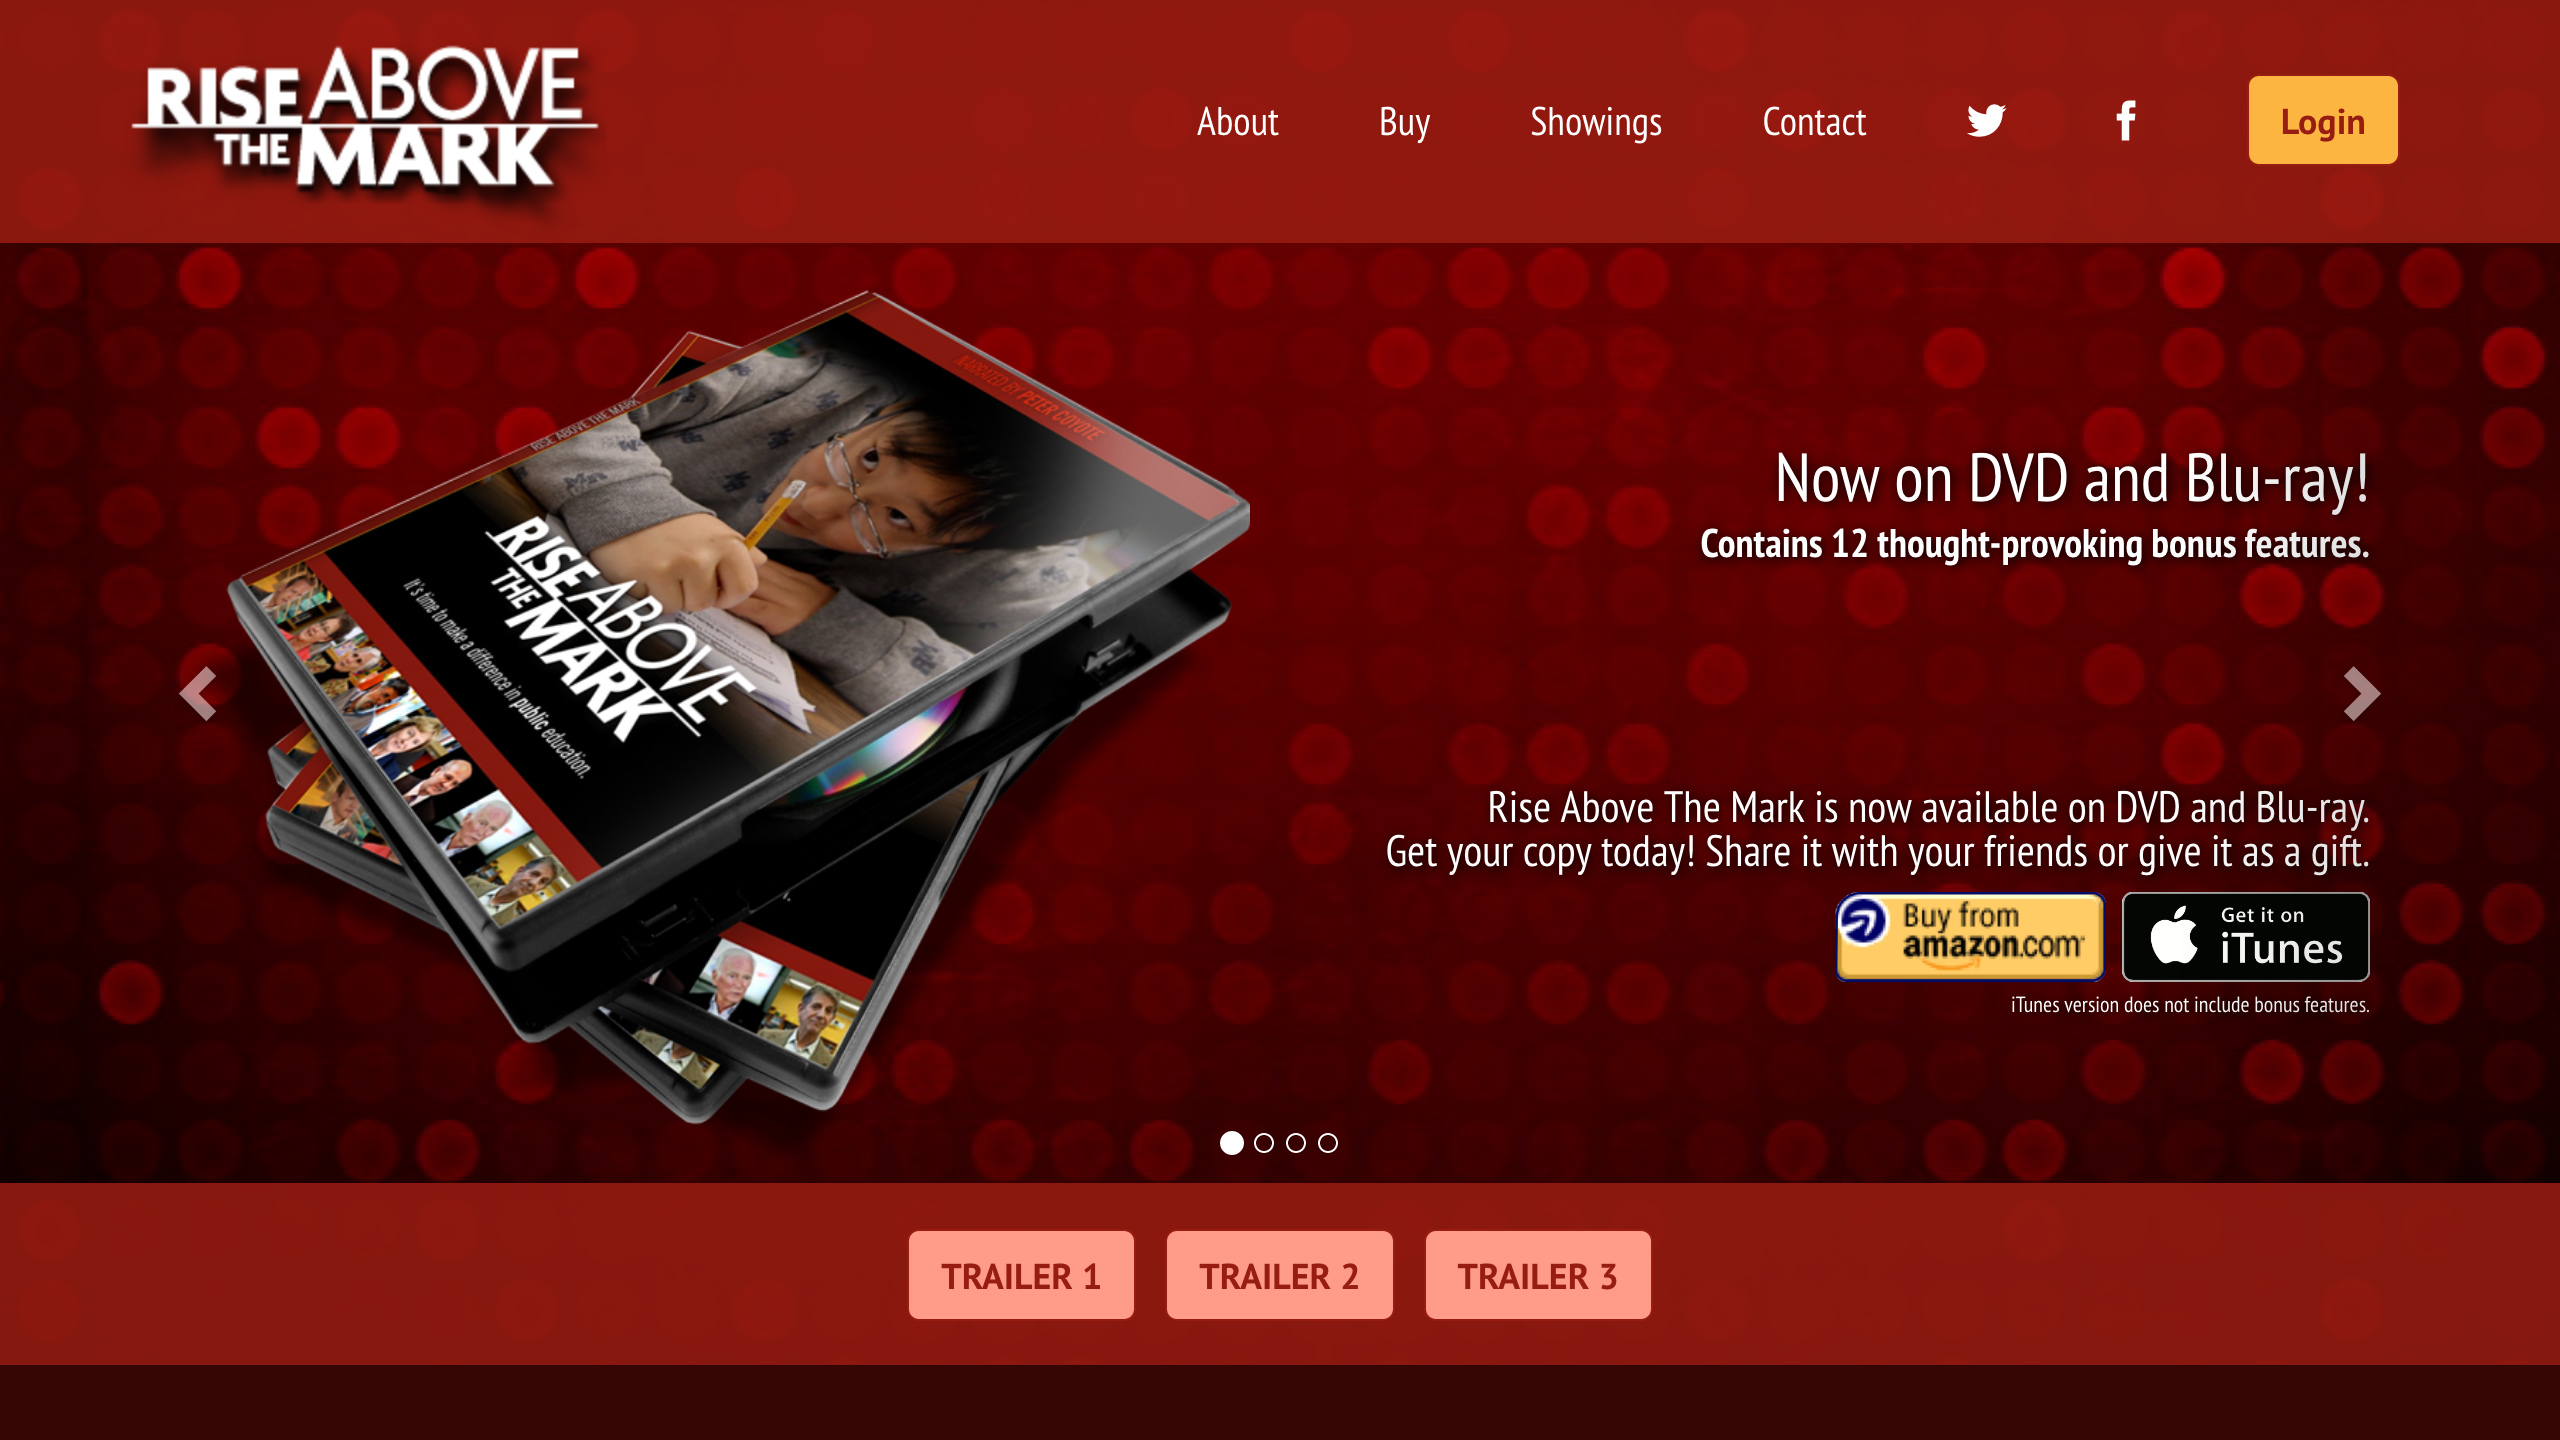 RISE ABOVE
THE MARK
About
Buy
Showings
Contact
Login
NARRATED BY: PETER COYOTE
RISE ABOVE THE MARK
RISE ABOVE
THE MARK
It's time to make a difference in public education.
Now on DVD and Blu-ray!
Contains 12 thought-provoking bonus features.
Rise Above The Mark is now available on DVD and Blu-ray.
Get your copy today! Share it with your friends or give it as a gift.
Buy from
amazon.com
Get it on
iTunes
iTunes version does not include bonus features.
TRAILER 1
TRAILER 2
TRAILER 3